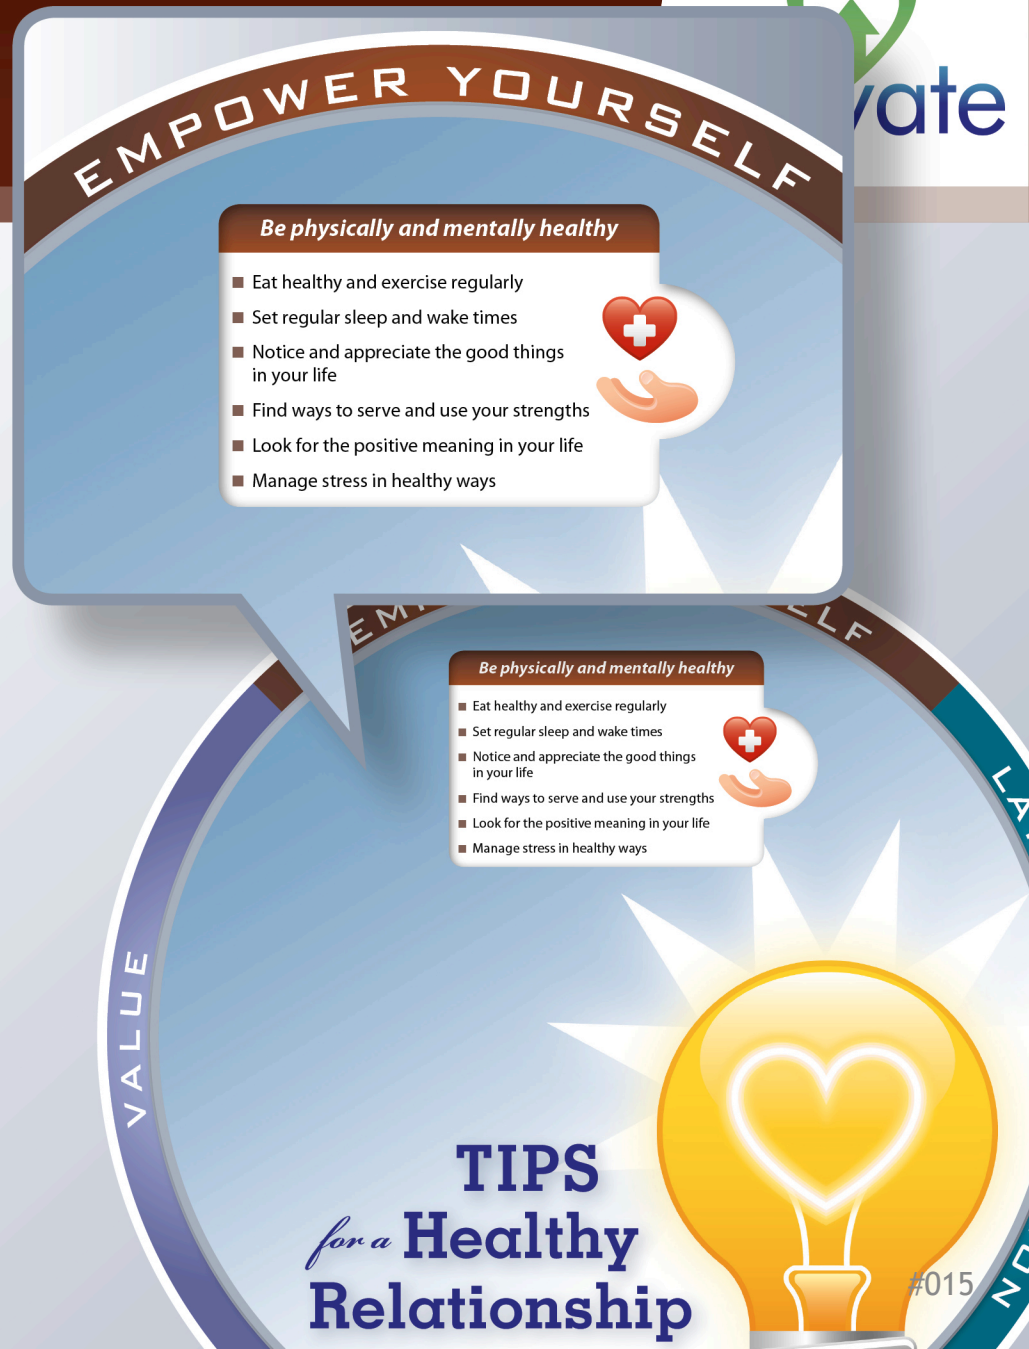 vate
EMPOWER YOURSELF
Be physically and mentally healthy
■ Eat healthy and exercise regularly
■ Set regular sleep and wake times
■ Notice and appreciate the good things
in your life
■ Find ways to serve and use your strengths
■ Look for the positive meaning in your life
■ Manage stress in healthy ways
EM
ELF
Be physically and mentally healthy
■ Eat healthy and exercise regularly
■ Set regular sleep and wake times
■ Notice and appreciate the good things
in your life
■ Find ways to serve and use your strengths
■ Look for the positive meaning in your life
■ Manage stress in healthy ways
LA
VALUE
TIPS
for a Healthy
Relationship
#015